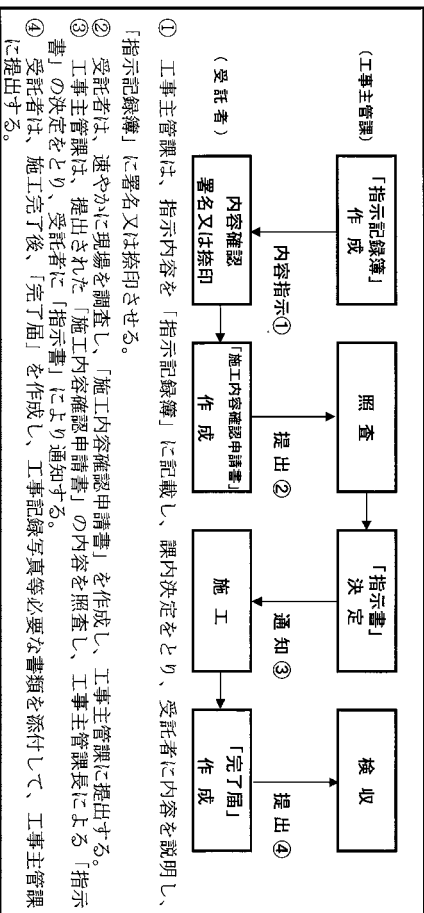 (工事主管課)
「指示記録簿」
作成
照査
「指示書」
決定
検収
内容指示①
提出②
通知③
提出④
(受託者)
内容確認
署名又は捺印
「施工内容確認申請書」
作成
施工
「完了届」
作成
① 工事主管課は、指示内容を「指示記録簿」に記載し、課内決定をとり、受託者に内容を説明し、
「指示記録簿」に署名又は捺印させる。
② 受託者は、速やかに現場を調査し、「施工内容確認申請書」を作成し、工事主管課に提出する。
③ 工事主管課は、提出された「施工内容確認申請書」の内容を照査し、工事主管課長による「指示
書」の決定をとり、受託者に「指示書」により通知する。
④ 受託者は、施工完了後、「完了届」を作成し、工事記録写真等必要な書類を添付して、工事主管課
に提出する。